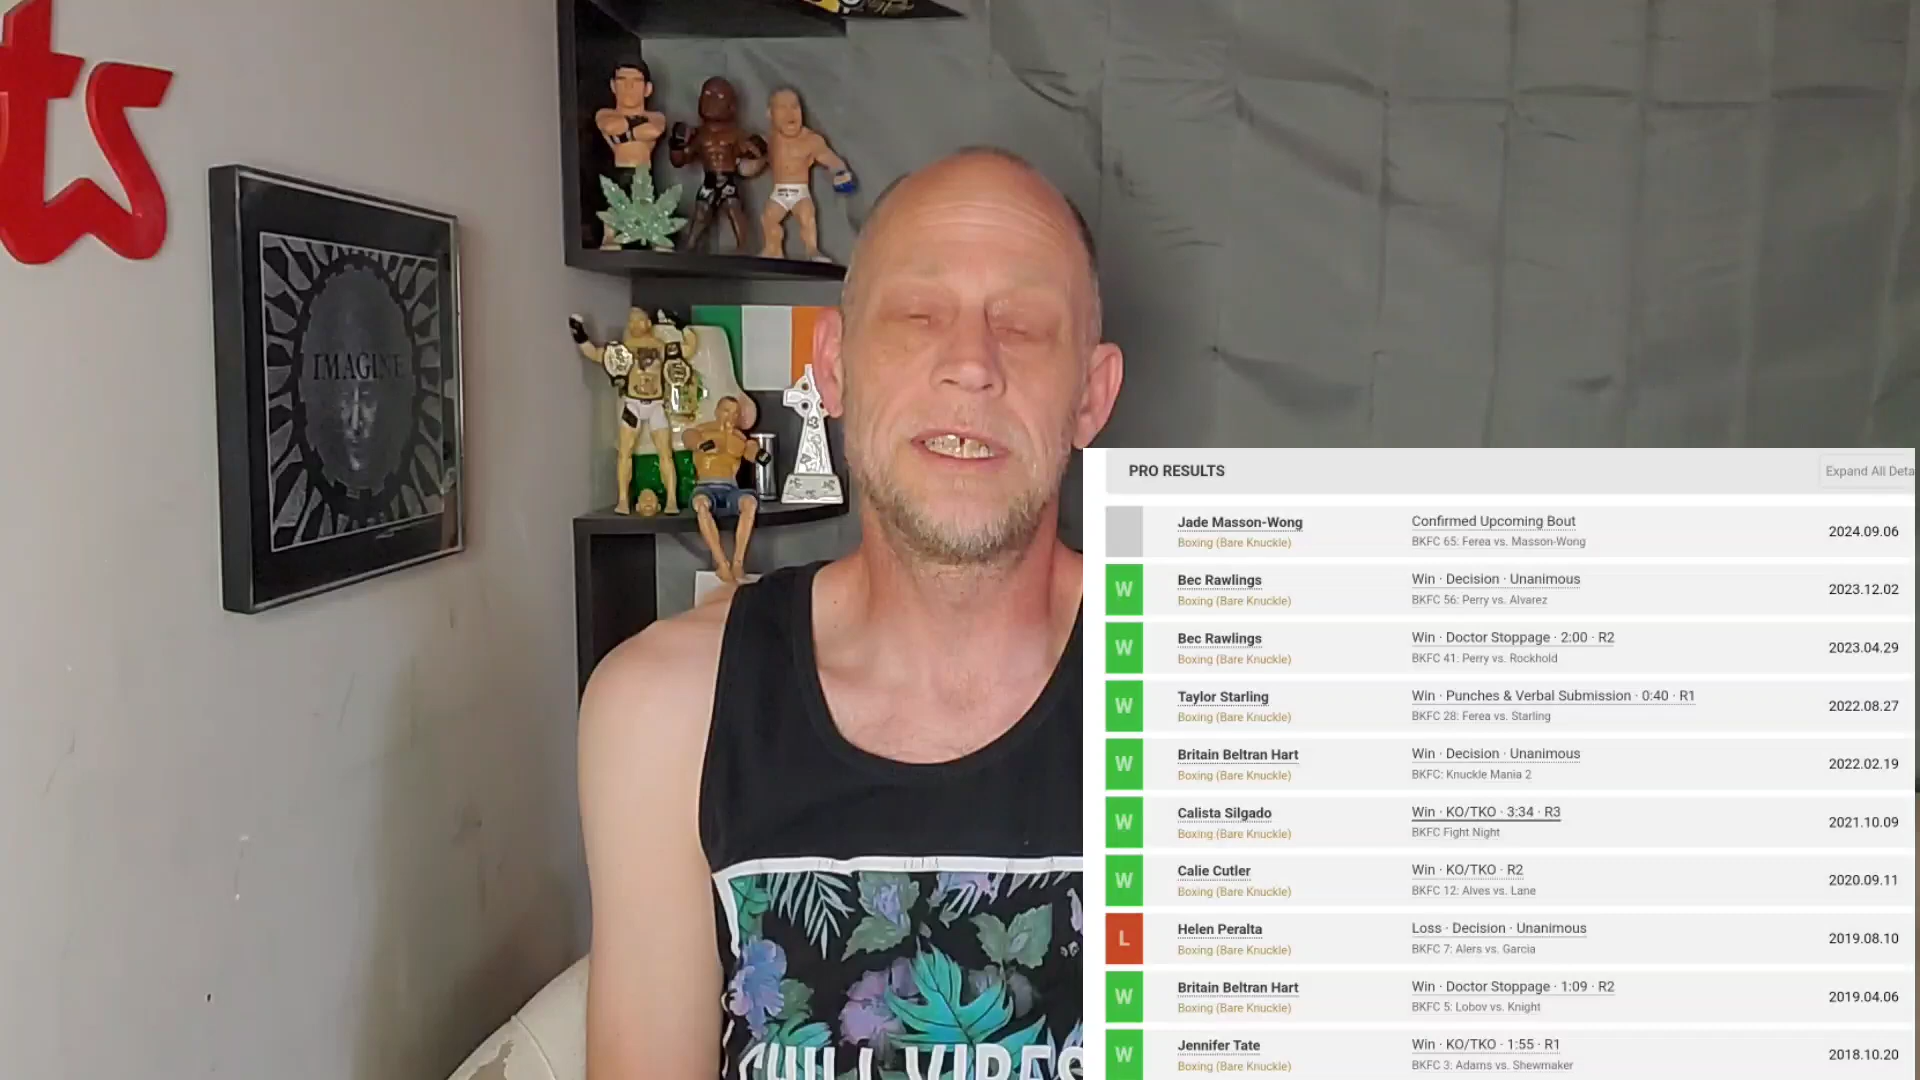 ts
IMAGINE
CHILL VIBES
PRO RESULTS
Expand All Deta
Jade Masson-Wong
Confirmed Upcoming Bout
2024.09.06
Boxing (Bare Knuckle)
BKFC 65: Ferea vs. Masson-Wong
W
Bec Rawlings
Win · Decision · Unanimous
2023.12.02
Boxing (Bare Knuckle)
BKFC 56: Perry vs. Alvarez
W
Bec Rawlings
Win · Doctor Stoppage · 2:00 · R2
2023.04.29
Boxing (Bare Knuckle)
BKFC 41: Perry vs. Rockhold
W
Taylor Starling
Win · Punches & Verbal Submission · 0:40 · R1
2022.08.27
Boxing (Bare Knuckle)
BKFC 28: Ferea vs. Starling
W
Britain Beltran Hart
Win · Decision · Unanimous
2022.02.19
Boxing (Bare Knuckle)
BKFC: Knuckle Mania 2
W
Calista Silgado
Win · KO/TKO · 3:34 · R3
2021.10.09
Boxing (Bare Knuckle)
BKFC Fight Night
W
Calie Cutler
Win · KO/TKO · R2
2020.09.11
Boxing (Bare Knuckle)
BKFC 12: Alves vs. Lane
L
Helen Peralta
Loss · Decision · Unanimous
2019.08.10
Boxing (Bare Knuckle)
BKFC 7: Alers vs. Garcia
W
Britain Beltran Hart
Win · Doctor Stoppage · 1:09 · R2
2019.04.06
Boxing (Bare Knuckle)
BKFC 5: Lobov vs. Knight
W
Jennifer Tate
Win · KO/TKO · 1:55 · R1
2018.10.20
Boxing (Bare Knuckle)
BKFC 3: Adams vs. Shewmaker